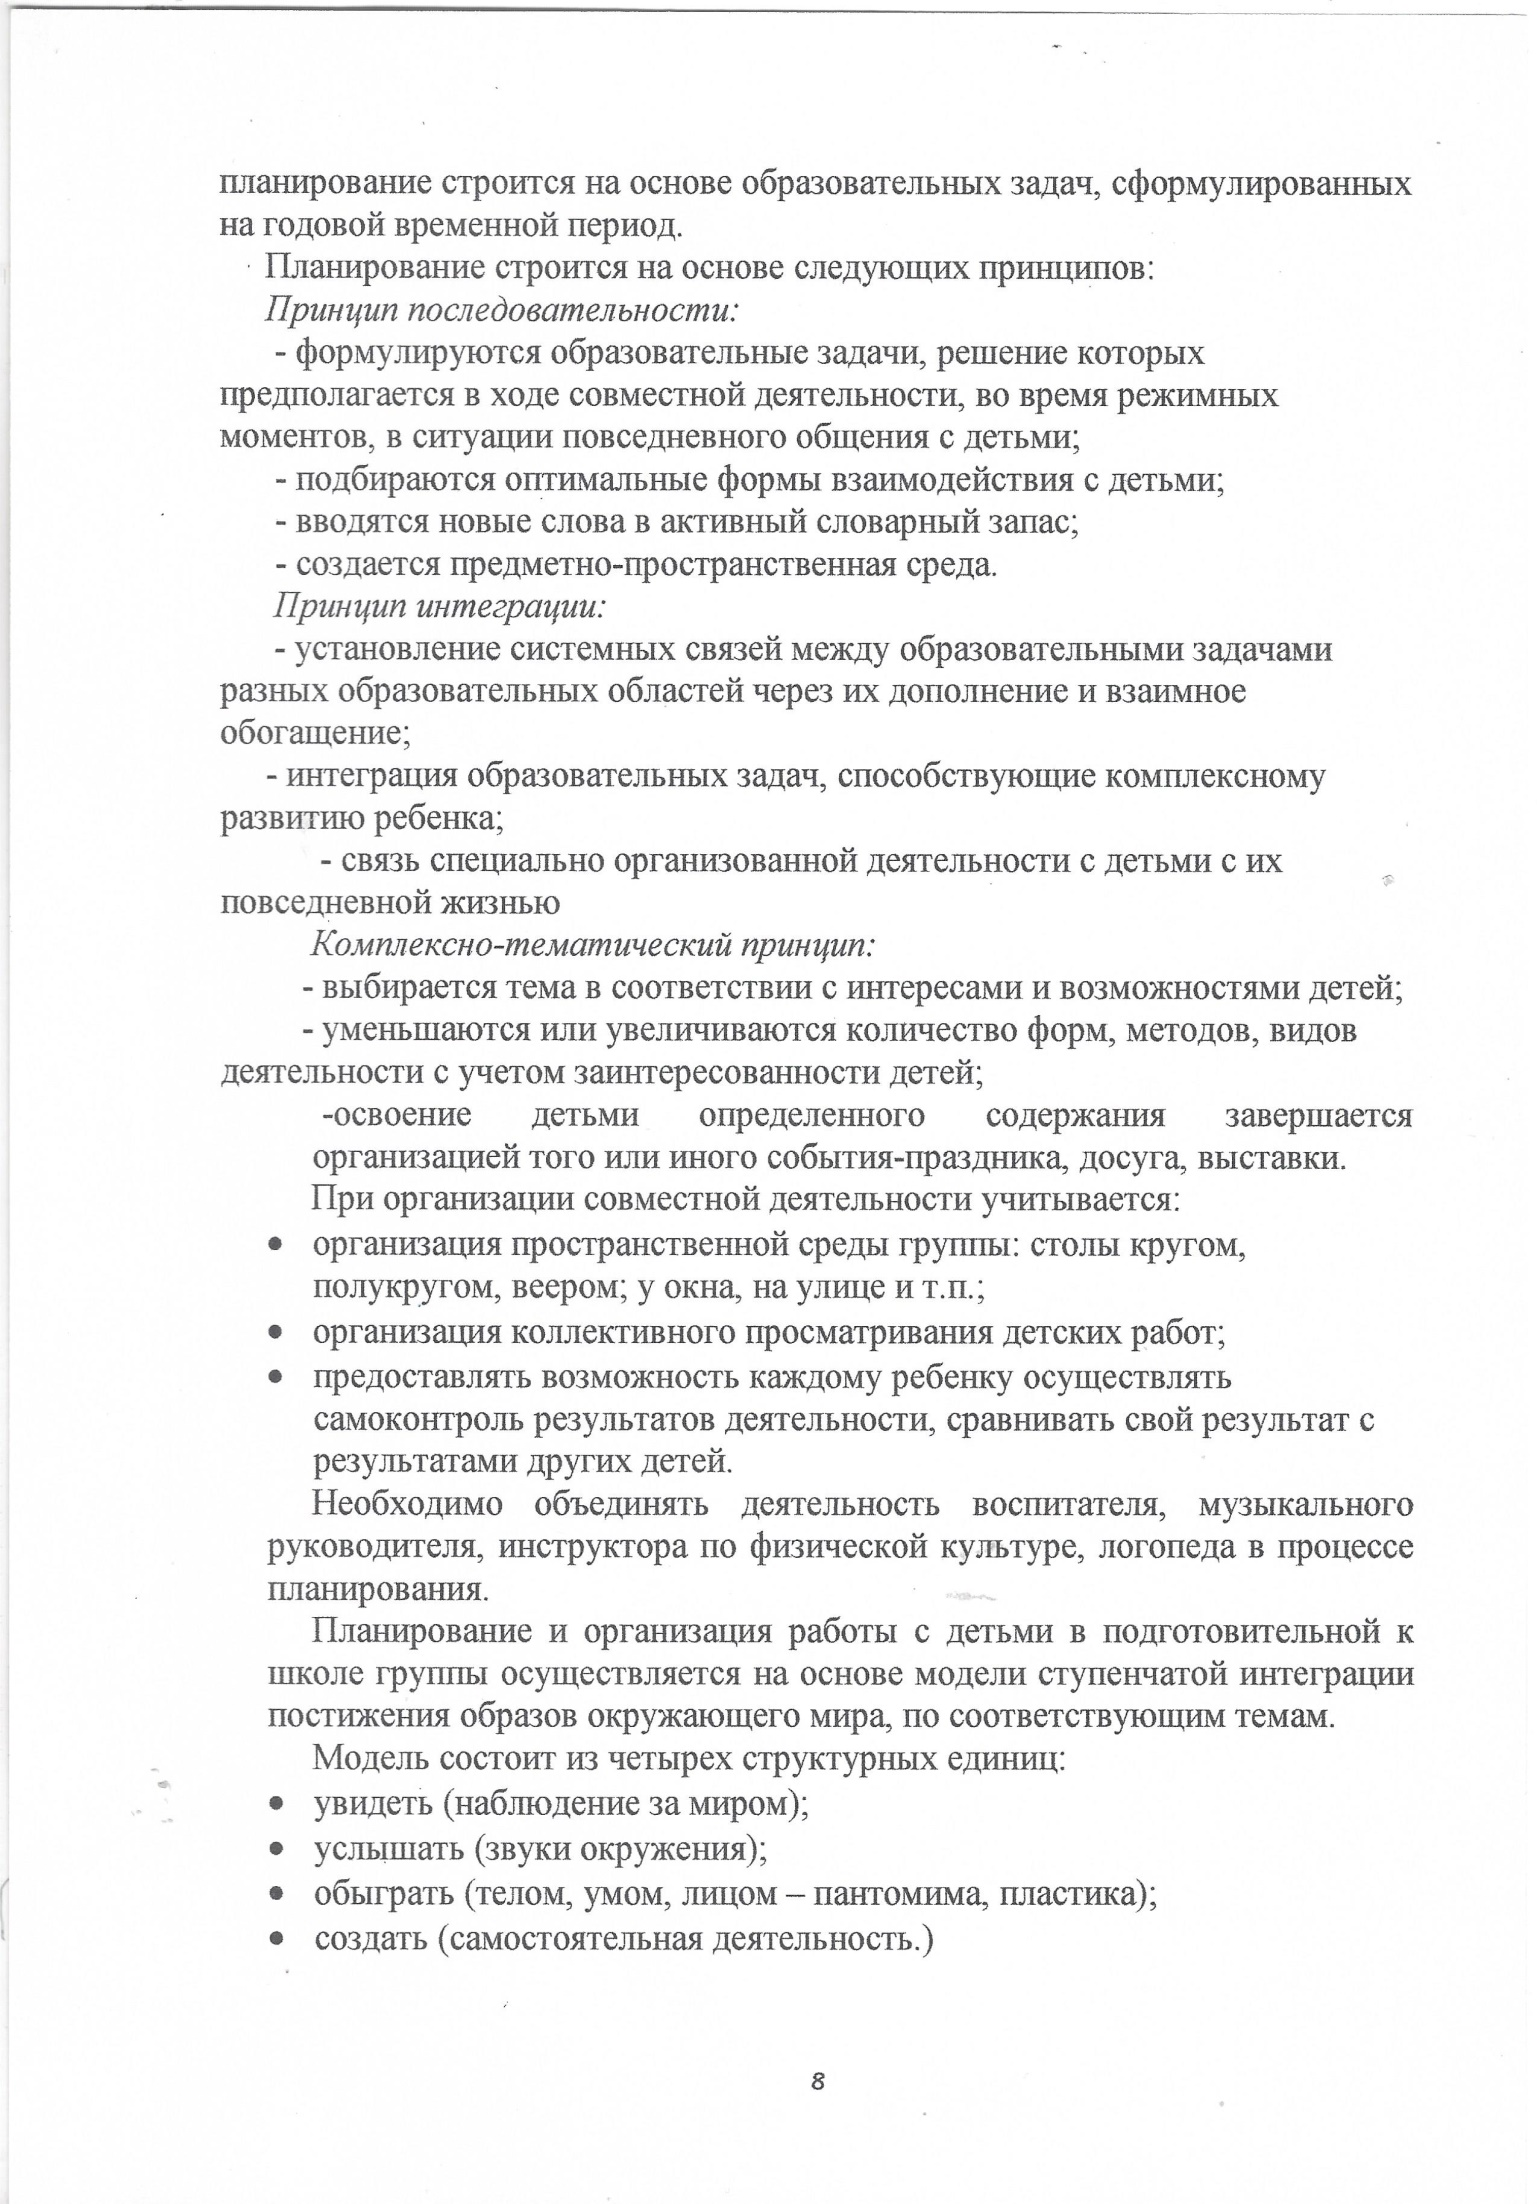 планирование строится на основе образовательных задач, сформулированных
на годовой временной период.
Планирование строится на основе следующих принципов:
Принцип последовательности:
- формулируются образовательные задачи, решение которых
предполагается в ходе совместной деятельности, во время режимных
моментов, в ситуации повседневного общения с детьми;
- подбираются оптимальные формы взаимодействия с детьми;
- вводятся новые слова в активный словарный запас;
- создается предметно-пространственная среда.
Принцип интеграции:
- установление системных связей между образовательными задачами
разных образовательных областей через их дополнение и взаимное
обогащение;
- интеграция образовательных задач, способствующие комплексному
развитию ребенка;
- связь специально организованной деятельности с детьми с их
повседневной жизнью
Комплексно-тематический принцип:
- выбирается тема в соответствии с интересами и возможностями детей;
- уменьшаются или увеличиваются количество форм, методов, видов
деятельности с учетом заинтересованности детей;
-освоение детьми определенного содержания завершается
организацией того или иного события-праздника, досуга, выставки.
При организации совместной деятельности учитывается:
• организация пространственной среды группы: столы кругом,
полукругом, веером; у окна, на улице и т.п.;
• организация коллективного просматривания детских работ;
• предоставлять возможность каждому ребенку осуществлять
самоконтроль результатов деятельности, сравнивать свой результат с
результатами других детей.
Необходимо объединять деятельность воспитателя, музыкального
руководителя, инструктора по физической культуре, логопеда в процессе
планирования.
Планирование и организация работы с детьми в подготовительной к
школе группы осуществляется на основе модели ступенчатой интеграции
постижения образов окружающего мира, по соответствующим темам.
Модель состоит из четырех структурных единиц:
• увидеть (наблюдение за миром);
• услышать (звуки окружения);
• обыграть (телом, умом, лицом – пантомима, пластика);
• создать (самостоятельная деятельность.)
8